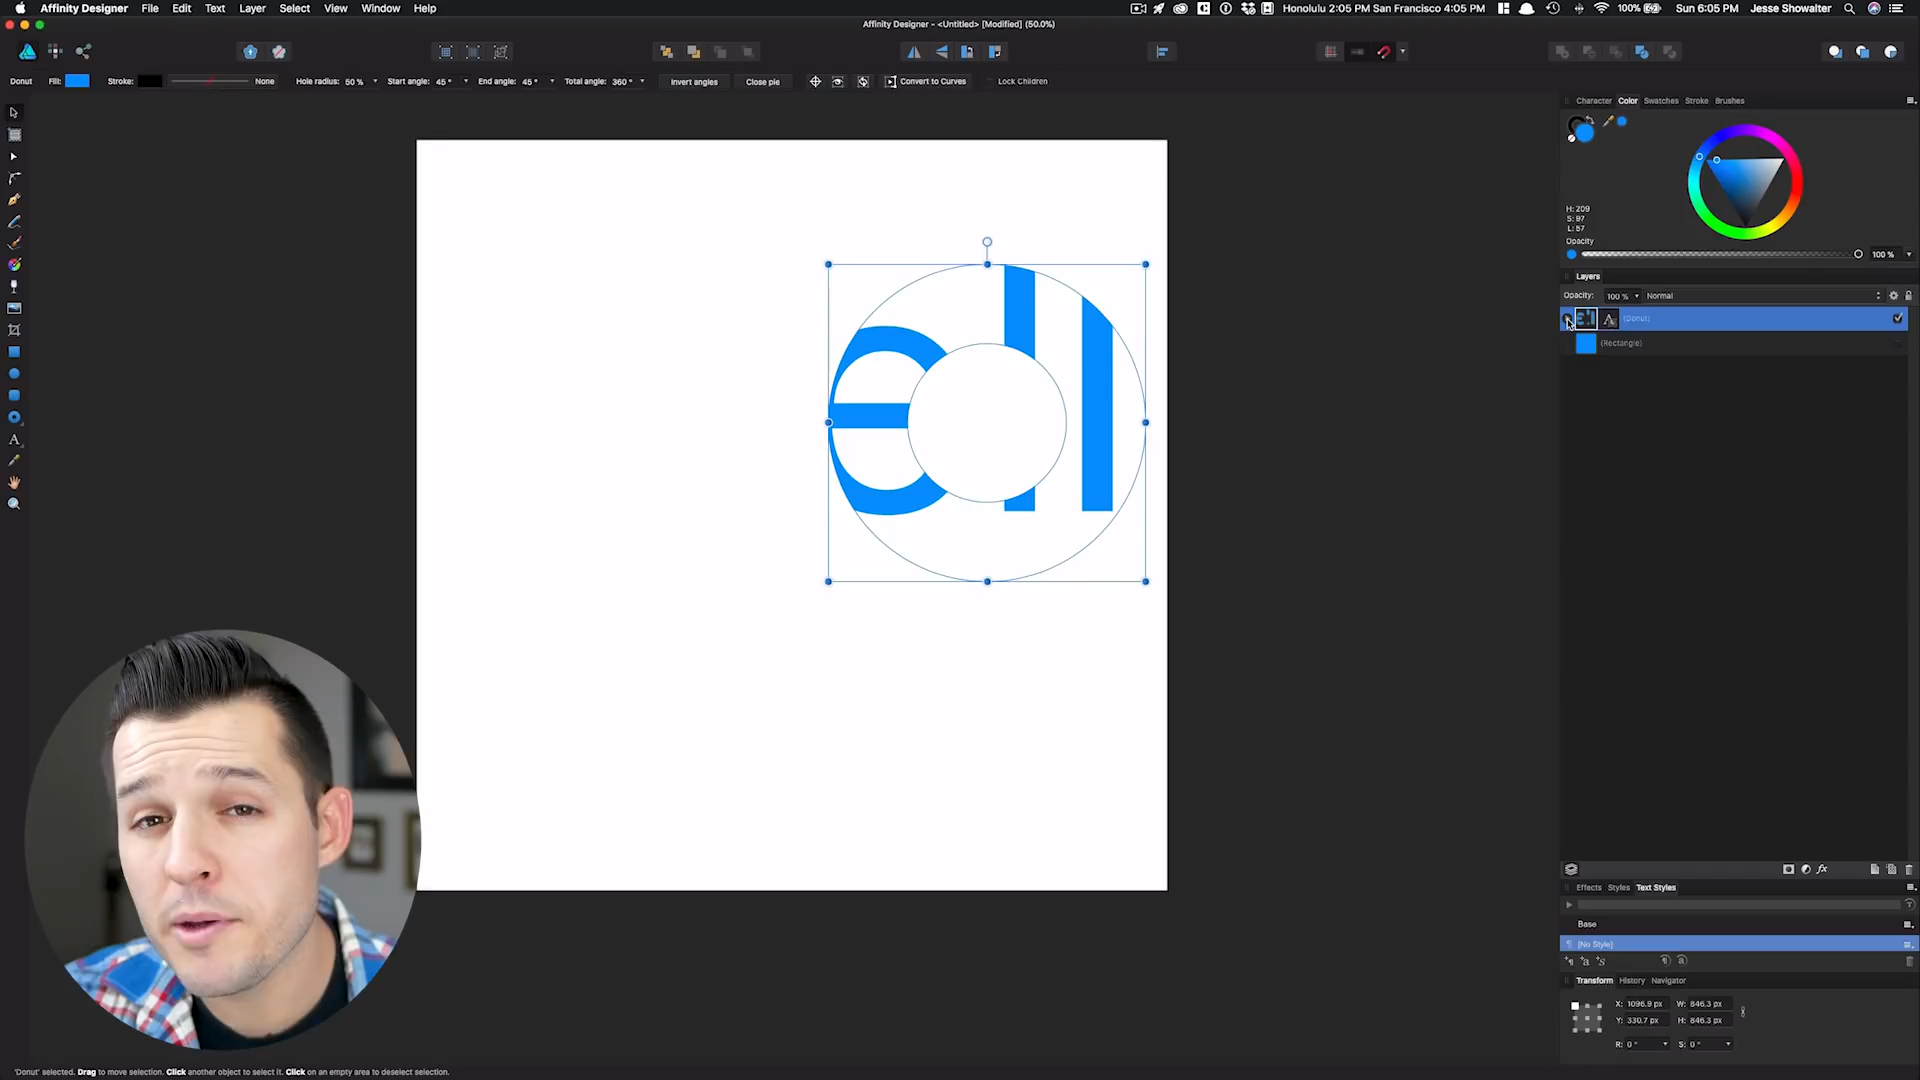 Affinity Designer File Edit Text Layer Select View Window Help
Honolulu 2:05 PM San Francisco 4:05 PM 100% Sun 6:05 PM Jesse Showalter
Affinity Designer - <Untitled> [Modified] (50.0%)
Donut Fill: Stroke: None Hole radius: 50 % Start angle: 45 ° End angle: 45 ° Total angle: 360 ° Invert angles Close pie Convert to Curves Lock Children
Character Color Swatches Stroke Brushes
H: 209
S: 97
L: 57
Opacity
100 %
Layers
Opacity: 100 % Normal
(Donut)
(Rectangle)
ell
Effects Styles Text Styles
Base
[No Style]
Transform History Navigator
X: 1096.9 px W: 846.3 px
Y: 330.7 px H: 846.3 px
R: 0 ° S: 0 °
'Donut' selected. Drag to move selection. Click another object to select it. Click on an empty area to deselect selection.